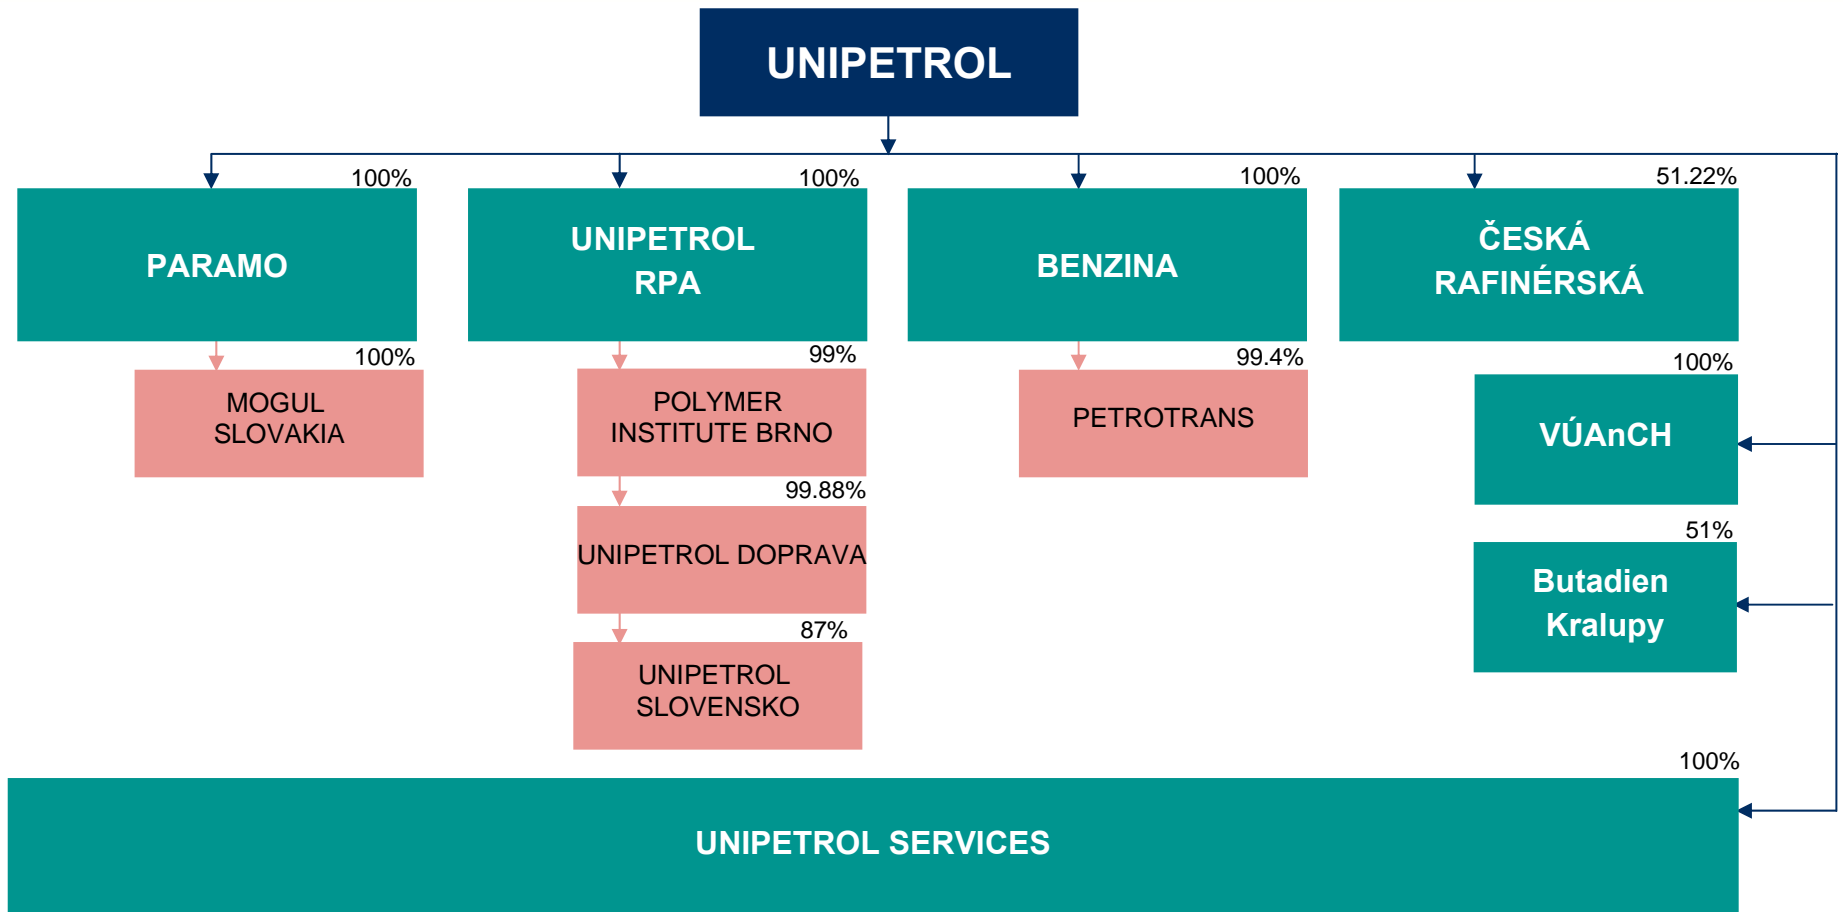 UNIPETROL
100%
PARAMO
100%
UNIPETROL
RPA
100%
BENZINA
51.22%
ČESKÁ
RAFINÉRSKÁ
100%
MOGUL
SLOVAKIA
99%
POLYMER
INSTITUTE BRNO
99.88%
UNIPETROL DOPRAVA
87%
UNIPETROL
SLOVENSKO
99.4%
PETROTRANS
100%
VÚAnCH
51%
Butadien
Kralupy
100%
UNIPETROL SERVICES